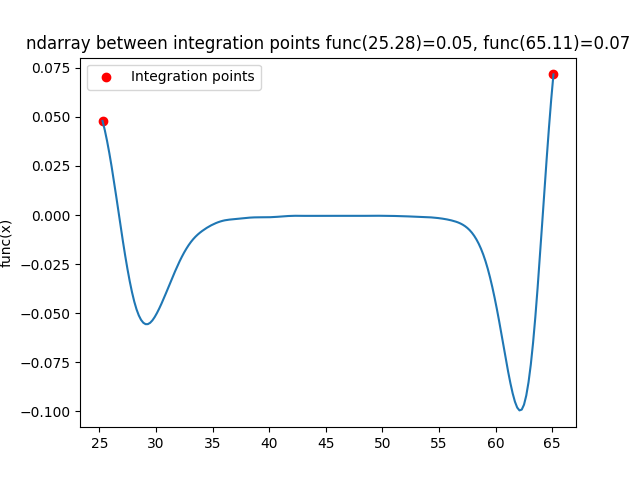 ndarray between integration points func(25.28)=0.05, func(65.11)=0.07
Integration points
func(x)
0.075
0.050
0.025
0.000
−0.025
−0.050
−0.075
−0.100
25 30 35 40 45 50 55 60 65